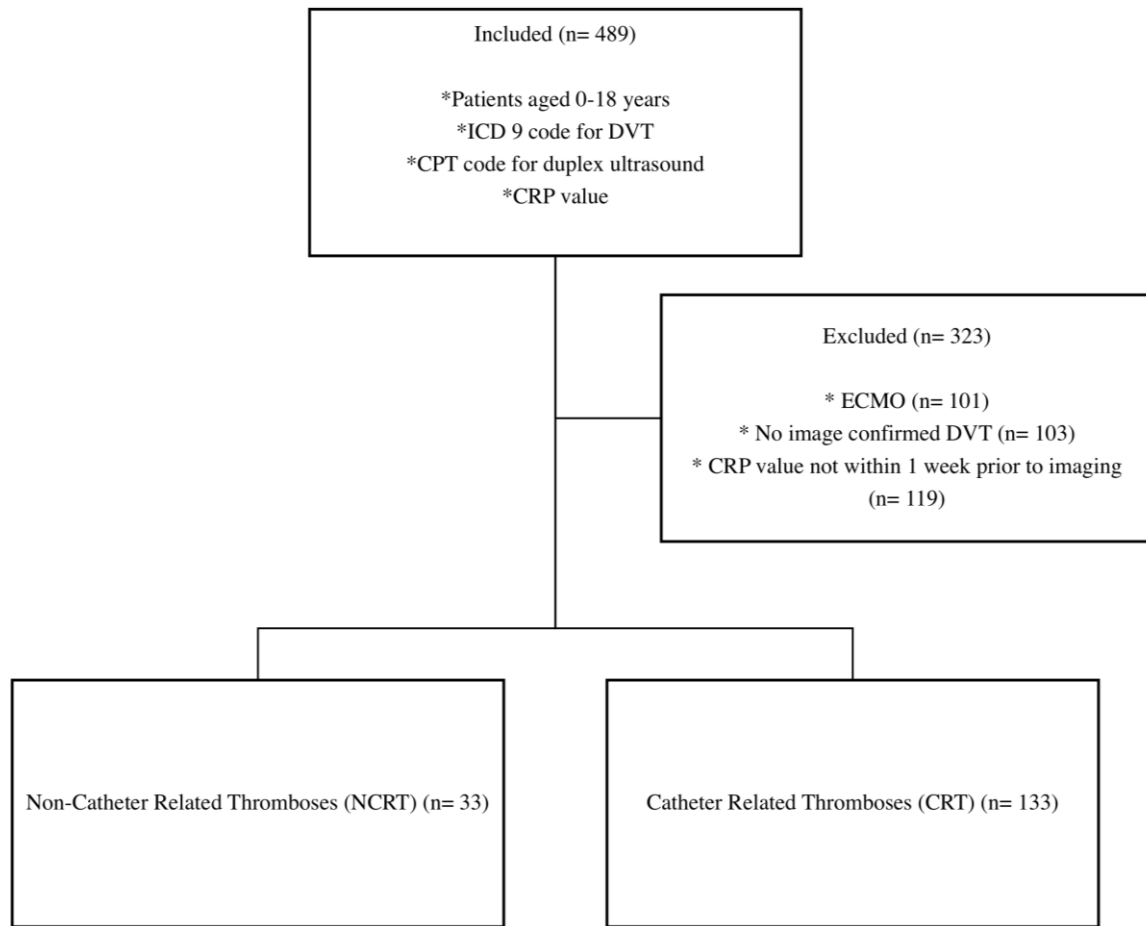 Included (n= 489)
*Patients aged 0-18 years
*ICD 9 code for DVT
*CPT code for duplex ultrasound
*CRP value
Excluded (n= 323)
* ECMO (n= 101)
* No image confirmed DVT (n= 103)
* CRP value not within 1 week prior to imaging
(n= 119)
Non-Catheter Related Thromboses (NCRT) (n= 33)
Catheter Related Thromboses (CRT) (n= 133)